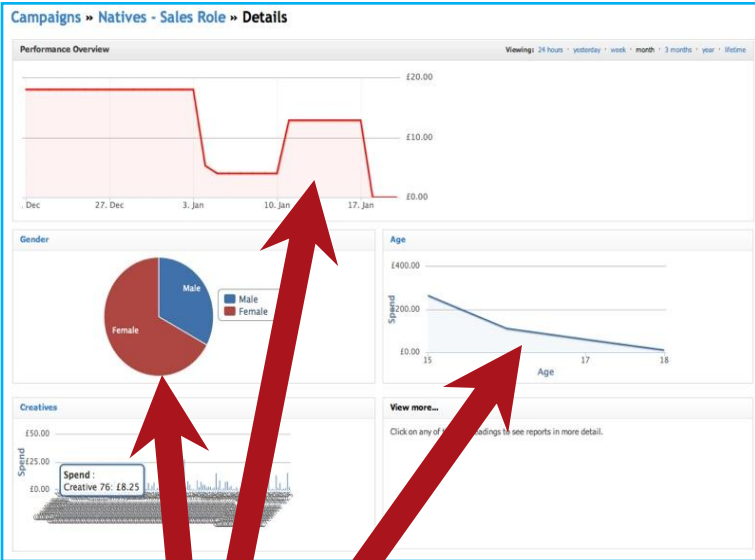 Campaigns » Natives - Sales Role » Details
Performance Overview
Viewing: 24 hours · yesterday · week · month · 3 months · year · lifetime
£20.00
£10.00
£0.00
. Dec
27. Dec
3. Jan
10. Jan
17. Jan
Gender
Male
Female
Male
Female
Age
£400.00
£200.00
£0.00
Spend
15
17
18
Age
Creatives
£50.00
£25.00
£0.00
Spend
Spend :
Creative 76: £8.25
View more...
Click on any of eadings to see reports in more detail.